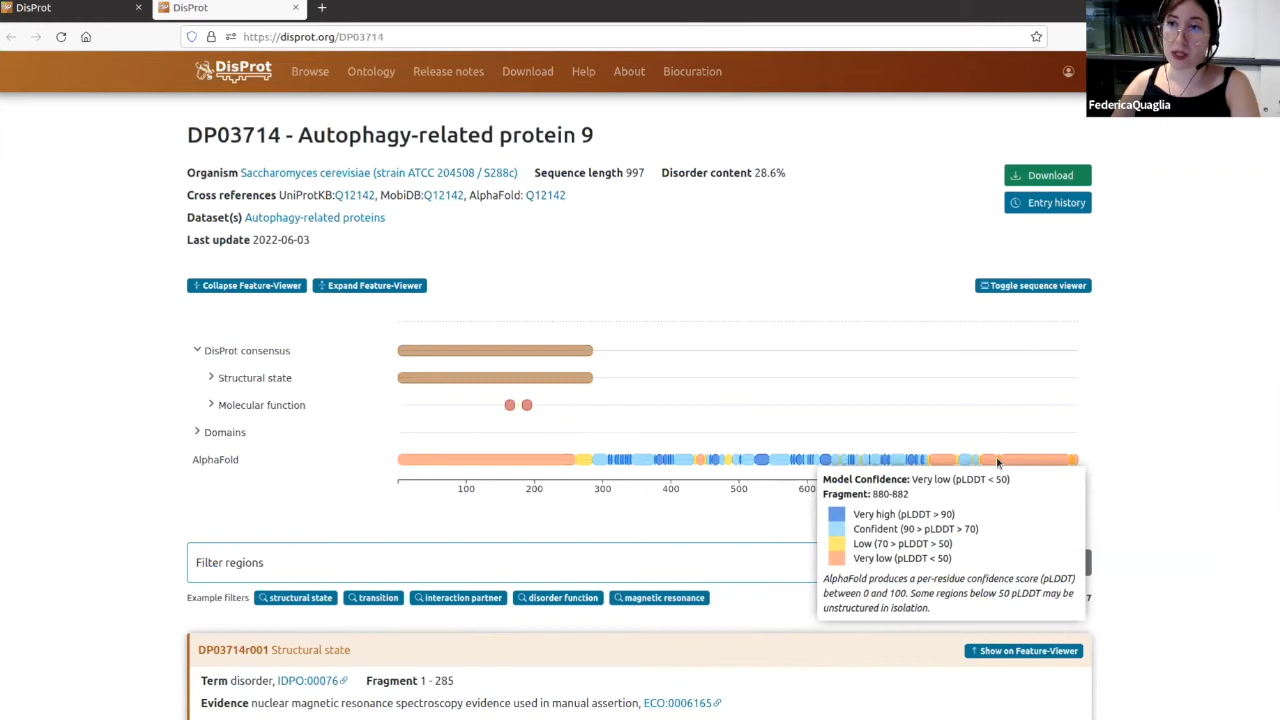 DisProt
DisProt
https://disprot.org/DP03714
DisProt Browse Ontology Release notes Download Help About Biocuration
FedericaQuaglia
DP03714 - Autophagy-related protein 9
Organism Saccharomyces cerevisiae (strain ATCC 204508 / S288c) Sequence length 997 Disorder content 28.6%
Download
Cross references UniProtKB:Q12142, MobiDB:Q12142, AlphaFold: Q12142
Entry history
Dataset(s) Autophagy-related proteins
Last update 2022-06-03
Collapse Feature-Viewer Expand Feature-Viewer Toggle sequence viewer
DisProt consensus
Structural state
Molecular function
Domains
AlphaFold
100 200 300 400 500
Model Confidence: Very low (pLDDT < 50)
Fragment: 880-882
Very high (pLDDT > 90)
Confident (90 > pLDDT > 70)
Low (70 > pLDDT > 50)
Very low (pLDDT < 50)
AlphaFold produces a per-residue confidence score (pLDDT)
between 0 and 100. Some regions below 50 pLDDT may be
unstructured in isolation.
Filter regions
Example filters structural state transition interaction partner disorder function magnetic resonance
DP03714r001 Structural state Show on Feature-Viewer
Term disorder, IDPO:00076 Fragment 1 - 285
Evidence nuclear magnetic resonance spectroscopy evidence used in manual assertion, ECO:0006165